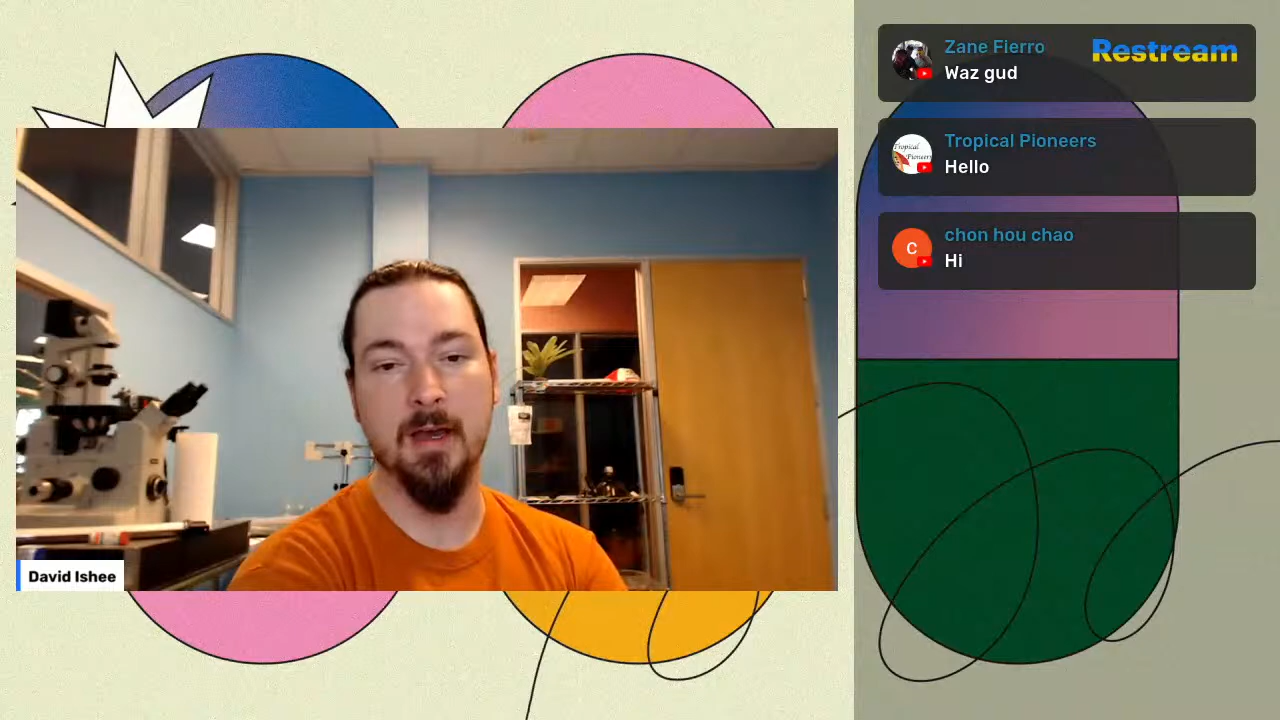 Zane Fierro
Restream
Waz gud
Tropical Pioneers
Hello
C
chon hou chao
Hi
David Ishee